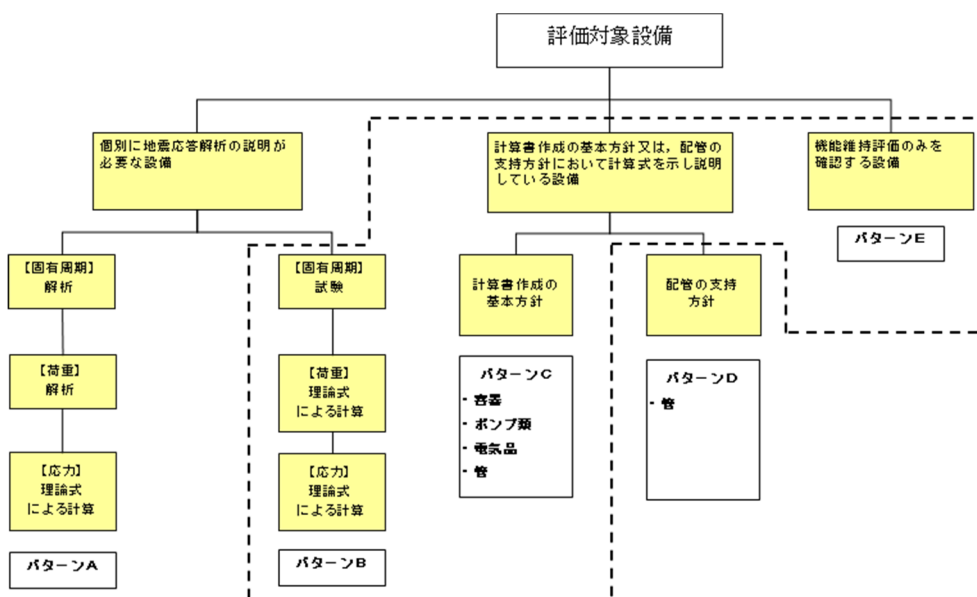 評価対象設備
個別に地震応答解析の説明が
必要な設備
計算書作成の基本方針又は，配管の
支持方針において計算式を示し説明
している設備
機能維持評価のみを
確認する設備
パターンE
【固有周期】
解析
【固有周期】
試験
計算書作成の
基本方針
配管の支持
方針
【荷重】
解析
【荷重】
理論式
による計算
パターンC
- 容器
- ポンプ類
- 電気品
- 管
パターンD
- 管
【応力】
理論式
による計算
【応力】
理論式
による計算
パターンA
パターンB